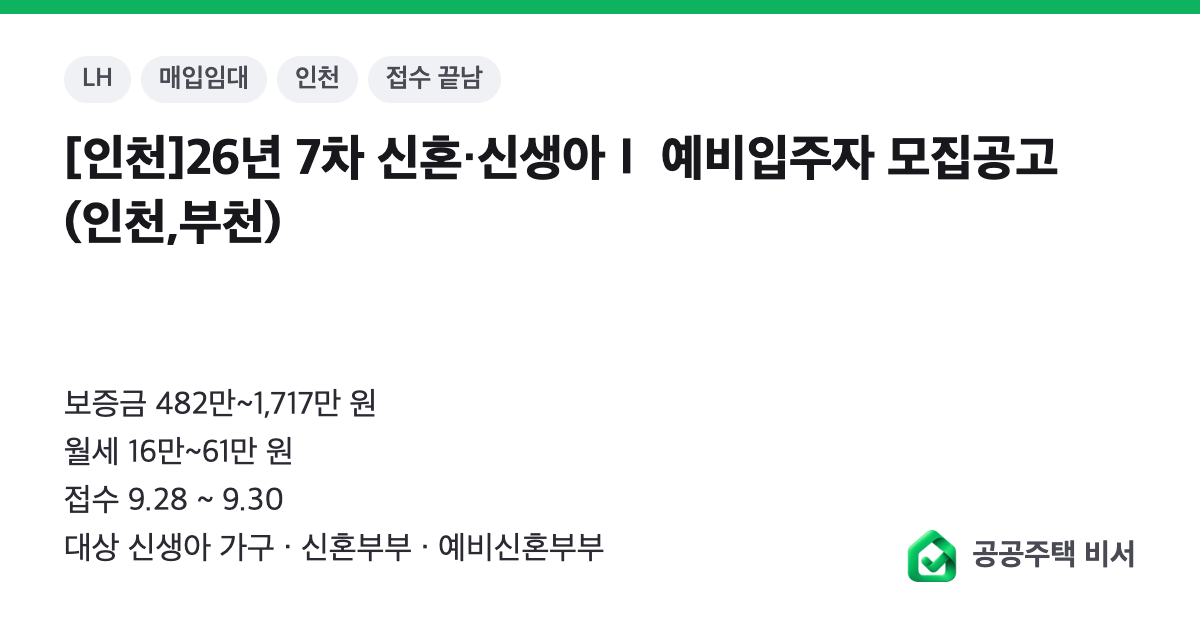 LH 매입임대 인천 접수 끝남
[인천]26년 7차 신혼·신생아Ⅰ 예비입주자 모집공고
(인천,부천)
보증금 482만~1,717만 원
월세 16만~61만 원
접수 9.28 ~ 9.30
대상 신생아 가구 · 신혼부부 · 예비신혼부부
공공주택 비서